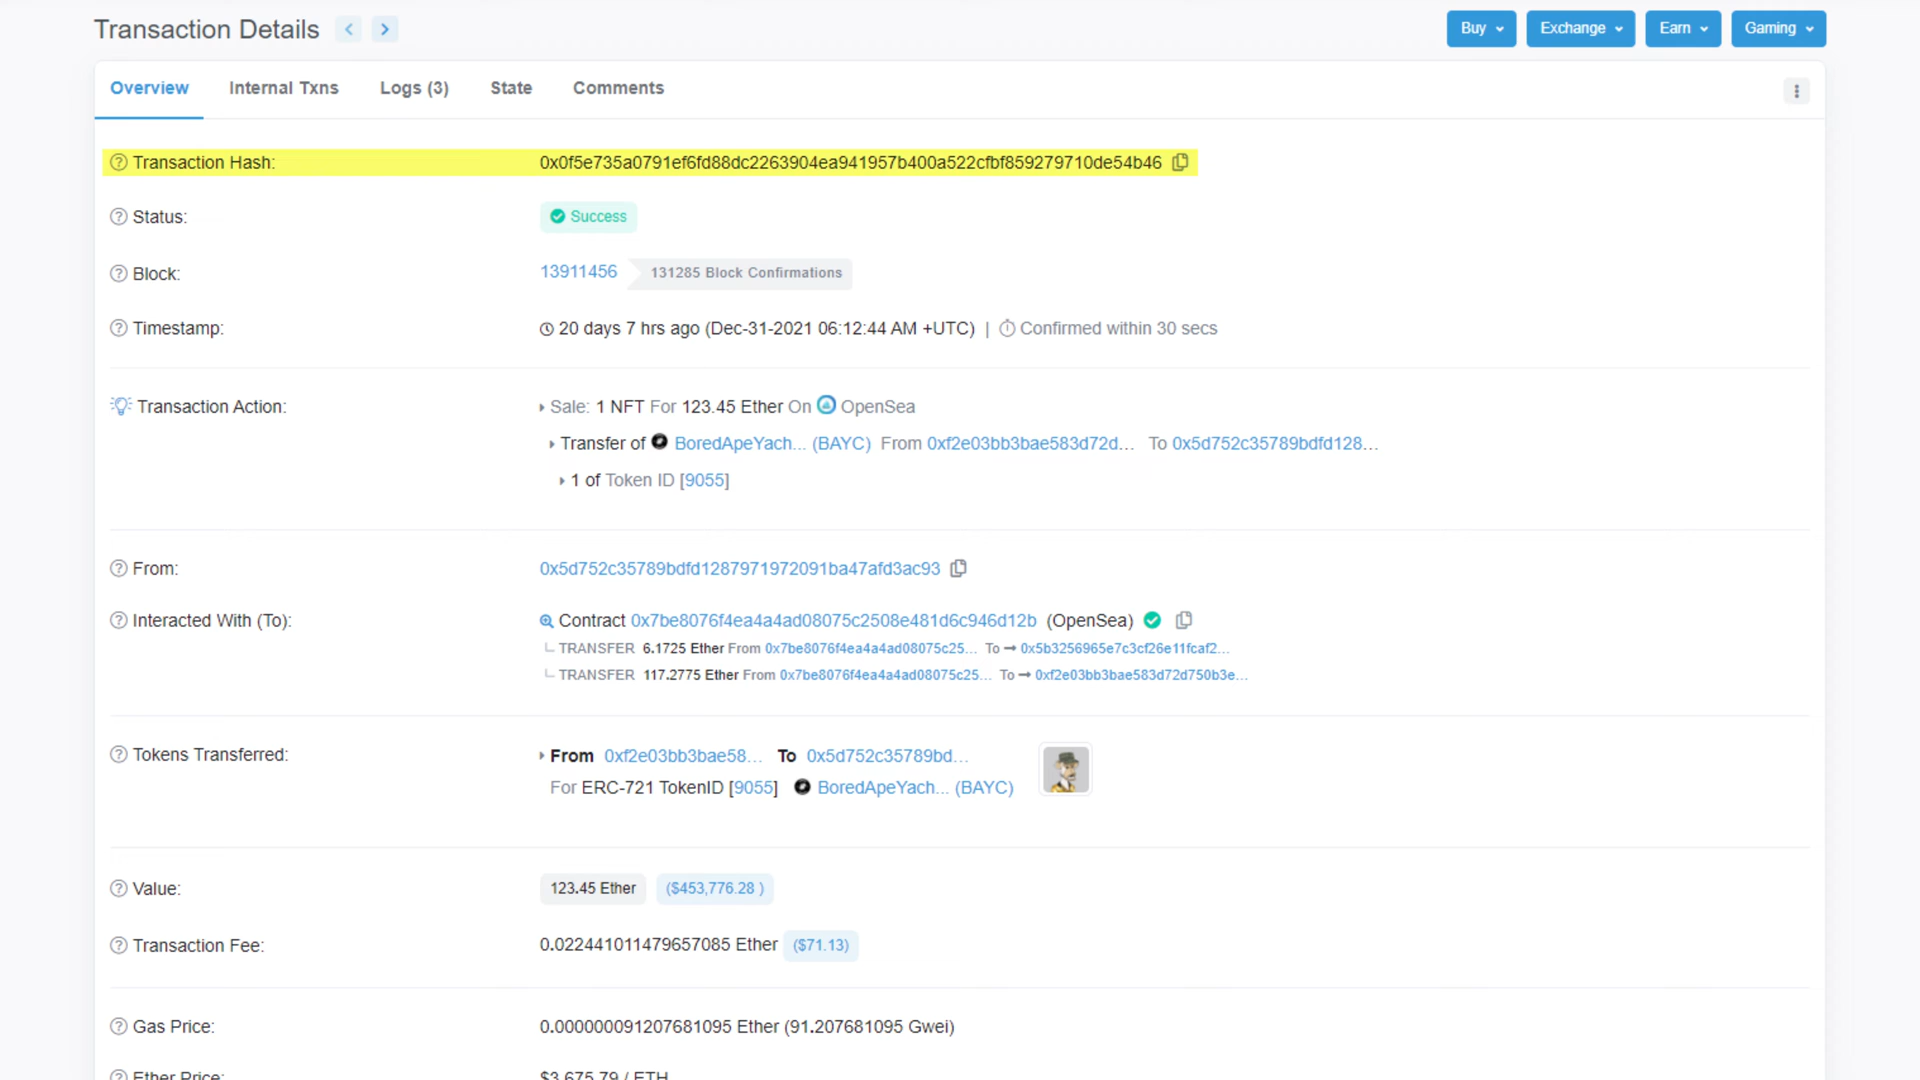 Transaction Details
Buy Exchange Earn Gaming
Overview Internal Txns Logs (3) State Comments
Transaction Hash: 0x0f5e735a0791ef6fd88dc2263904ea941957b400a522cfbf859279710de54b46
Status: Success
Block: 13911456 131285 Block Confirmations
Timestamp: 20 days 7 hrs ago (Dec-31-2021 06:12:44 AM +UTC) | Confirmed within 30 secs
Transaction Action: Sale: 1 NFT For 123.45 Ether On OpenSea
Transfer of BoredApeYach... (BAYC) From 0xf2e03bb3bae583d72d... To 0x5d752c35789bdfd128...
1 of Token ID [9055]
From: 0x5d752c35789bdfd1287971972091ba47afd3ac93
Interacted With (To): Contract 0x7be8076f4ea4a4ad08075c2508e481d6c946d12b (OpenSea)
TRANSFER 6.1725 Ether From 0x7be8076f4ea4a4ad08075c25... To 0x5b3256965e7c3cf26e11fcaf2...
TRANSFER 117.2775 Ether From 0x7be8076f4ea4a4ad08075c25... To 0xf2e03bb3bae583d72d750b3e...
Tokens Transferred: From 0xf2e03bb3bae58... To 0x5d752c35789bd...
For ERC-721 TokenID [9055] BoredApeYach... (BAYC)
Value: 123.45 Ether ($453,776.28 )
Transaction Fee: 0.022441011479657085 Ether ($71.13)
Gas Price: 0.000000091207681095 Ether (91.207681095 Gwei)
Ether Price: $3,675.79 / ETH